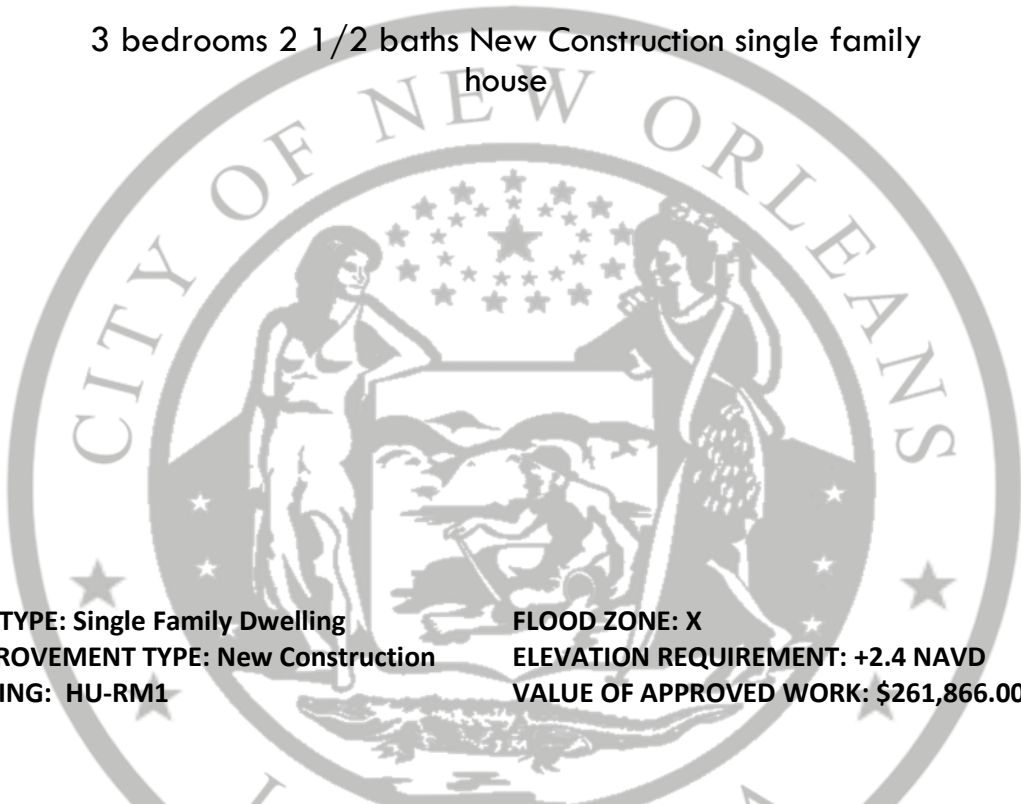 3 bedrooms 2 1/2 baths New Construction single family
house
CITY OF NEW ORLEANS
TYPE: Single Family Dwelling
FLOOD ZONE: X
ROVEMENT TYPE: New Construction
ELEVATION REQUIREMENT: +2.4 NAVD
ING: HU-RM1
VALUE OF APPROVED WORK: $261,866.00